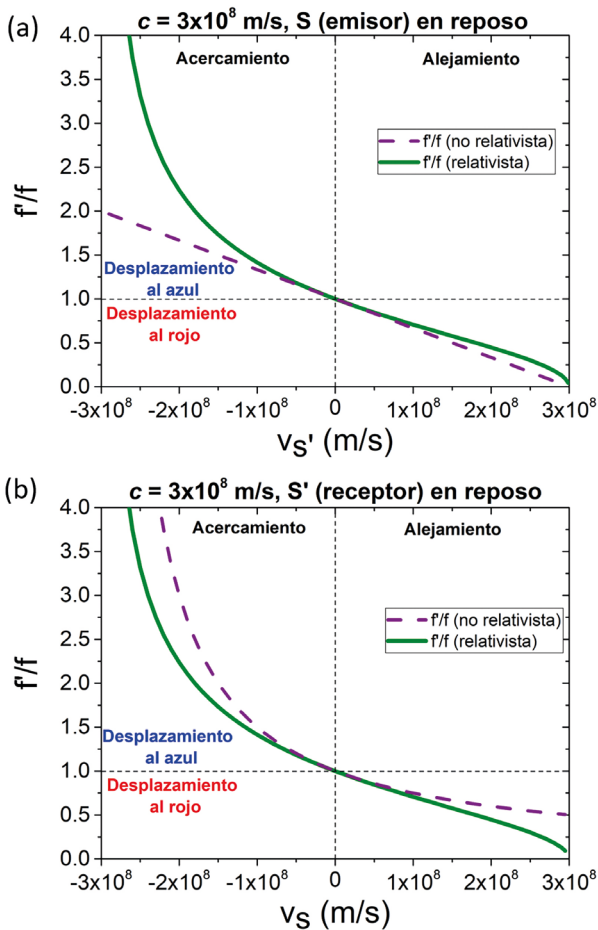 (a)
c = 3x10⁸ m/s, S (emisor) en reposo
Acercamiento
Alejamiento
f'/f (no relativista)
f'/f (relativista)
Desplazamiento
al azul
Desplazamiento
al rojo
f'/f
4.0
3.5
3.0
2.5
2.0
1.5
1.0
0.5
0.0
-3x10⁸
-2x10⁸
-1x10⁸
0
1x10⁸
2x10⁸
3x10⁸
vS' (m/s)
(b)
c = 3x10⁸ m/s, S' (receptor) en reposo
Acercamiento
Alejamiento
f'/f (no relativista)
f'/f (relativista)
Desplazamiento
al azul
Desplazamiento
al rojo
f'/f
4.0
3.5
3.0
2.5
2.0
1.5
1.0
0.5
0.0
-3x10⁸
-2x10⁸
-1x10⁸
0
1x10⁸
2x10⁸
3x10⁸
vS (m/s)